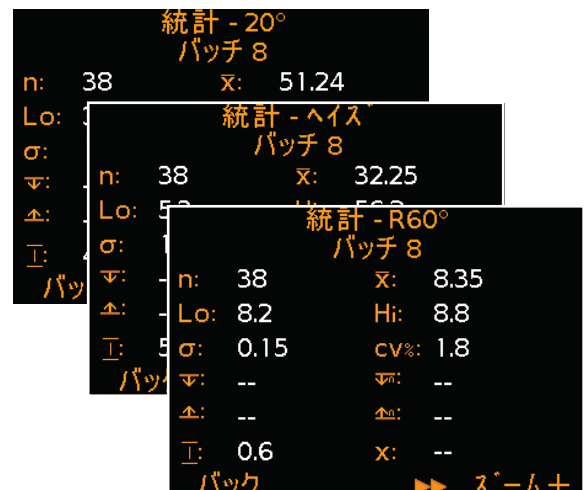 統計 - 20°
バッチ 8
n: 38 x̄: 51.24
Lo:
σ:
統計 - ヘイズ
バッチ 8
n: 38 x̄: 32.25
Lo:
σ:
統計 - R60°
バッチ 8
n: 38 x̄: 8.35
Lo: 8.2 Hi: 8.8
σ: 0.15 cv%: 1.8
-- --
-- --
0.6 x: --
バック ズーム +